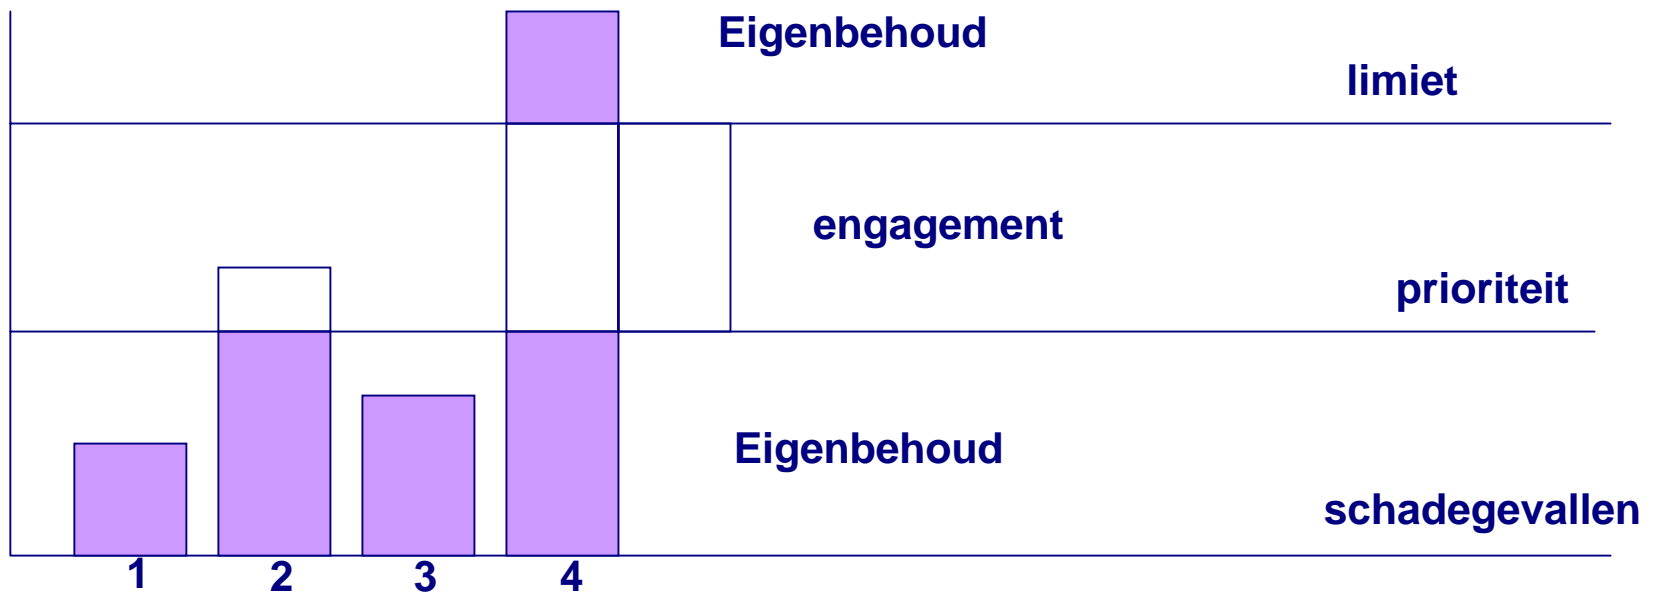 Eigenbehoud
limiet
engagement
prioriteit
Eigenbehoud
schadegevallen
1 2 3 4